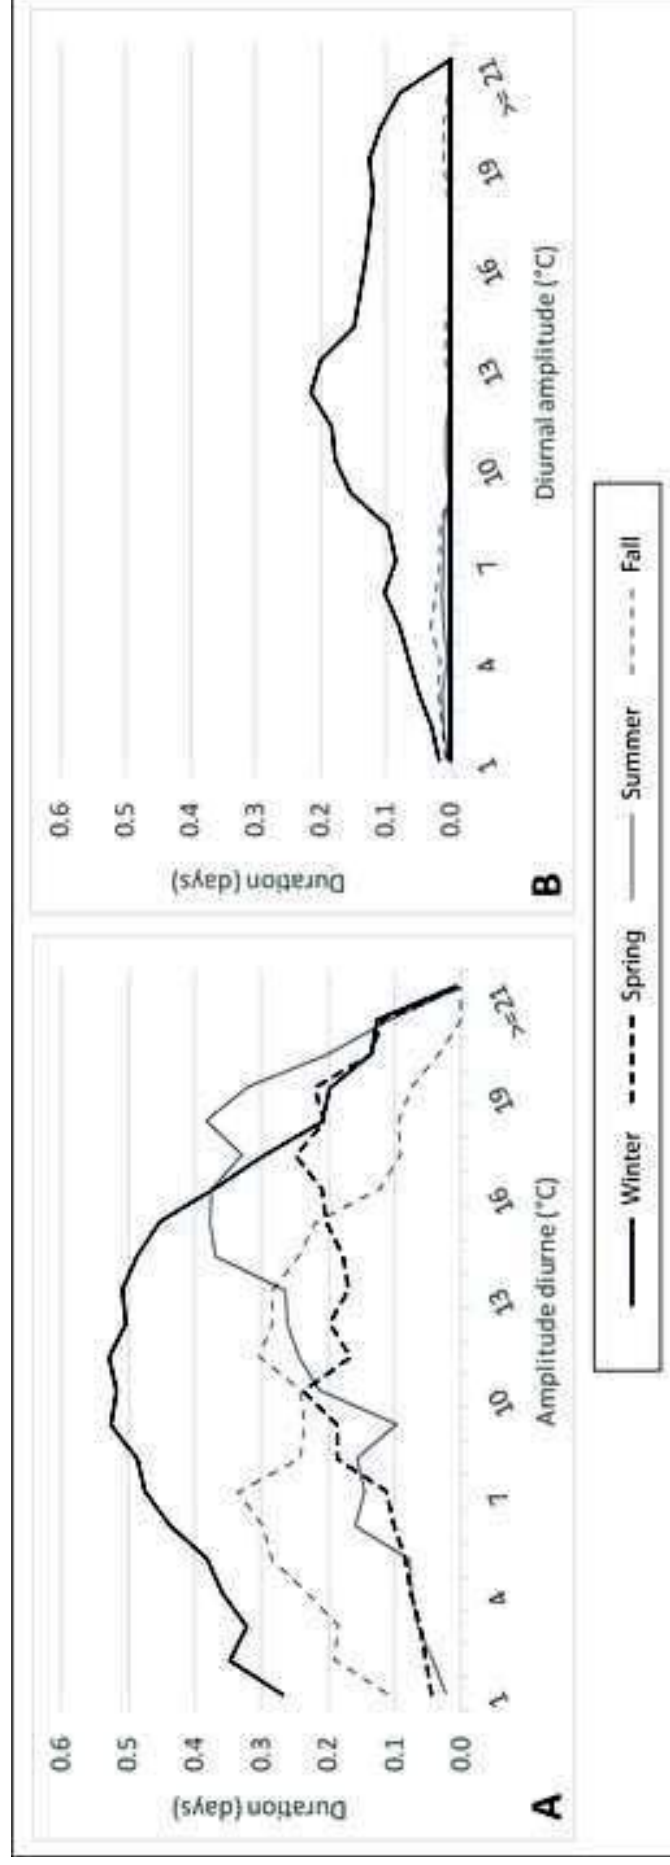 Duration (days)
0.6
0.5
0.4
0.3
0.2
0.1
0.0
1 4 7 10 13 16 19 >=21
Amplitude diurne (°C)
A
Duration (days)
0.6
0.5
0.4
0.3
0.2
0.1
0.0
1 4 7 10 13 16 19 >=21
Diurnal amplitude (°C)
B
Winter Spring Summer Fall